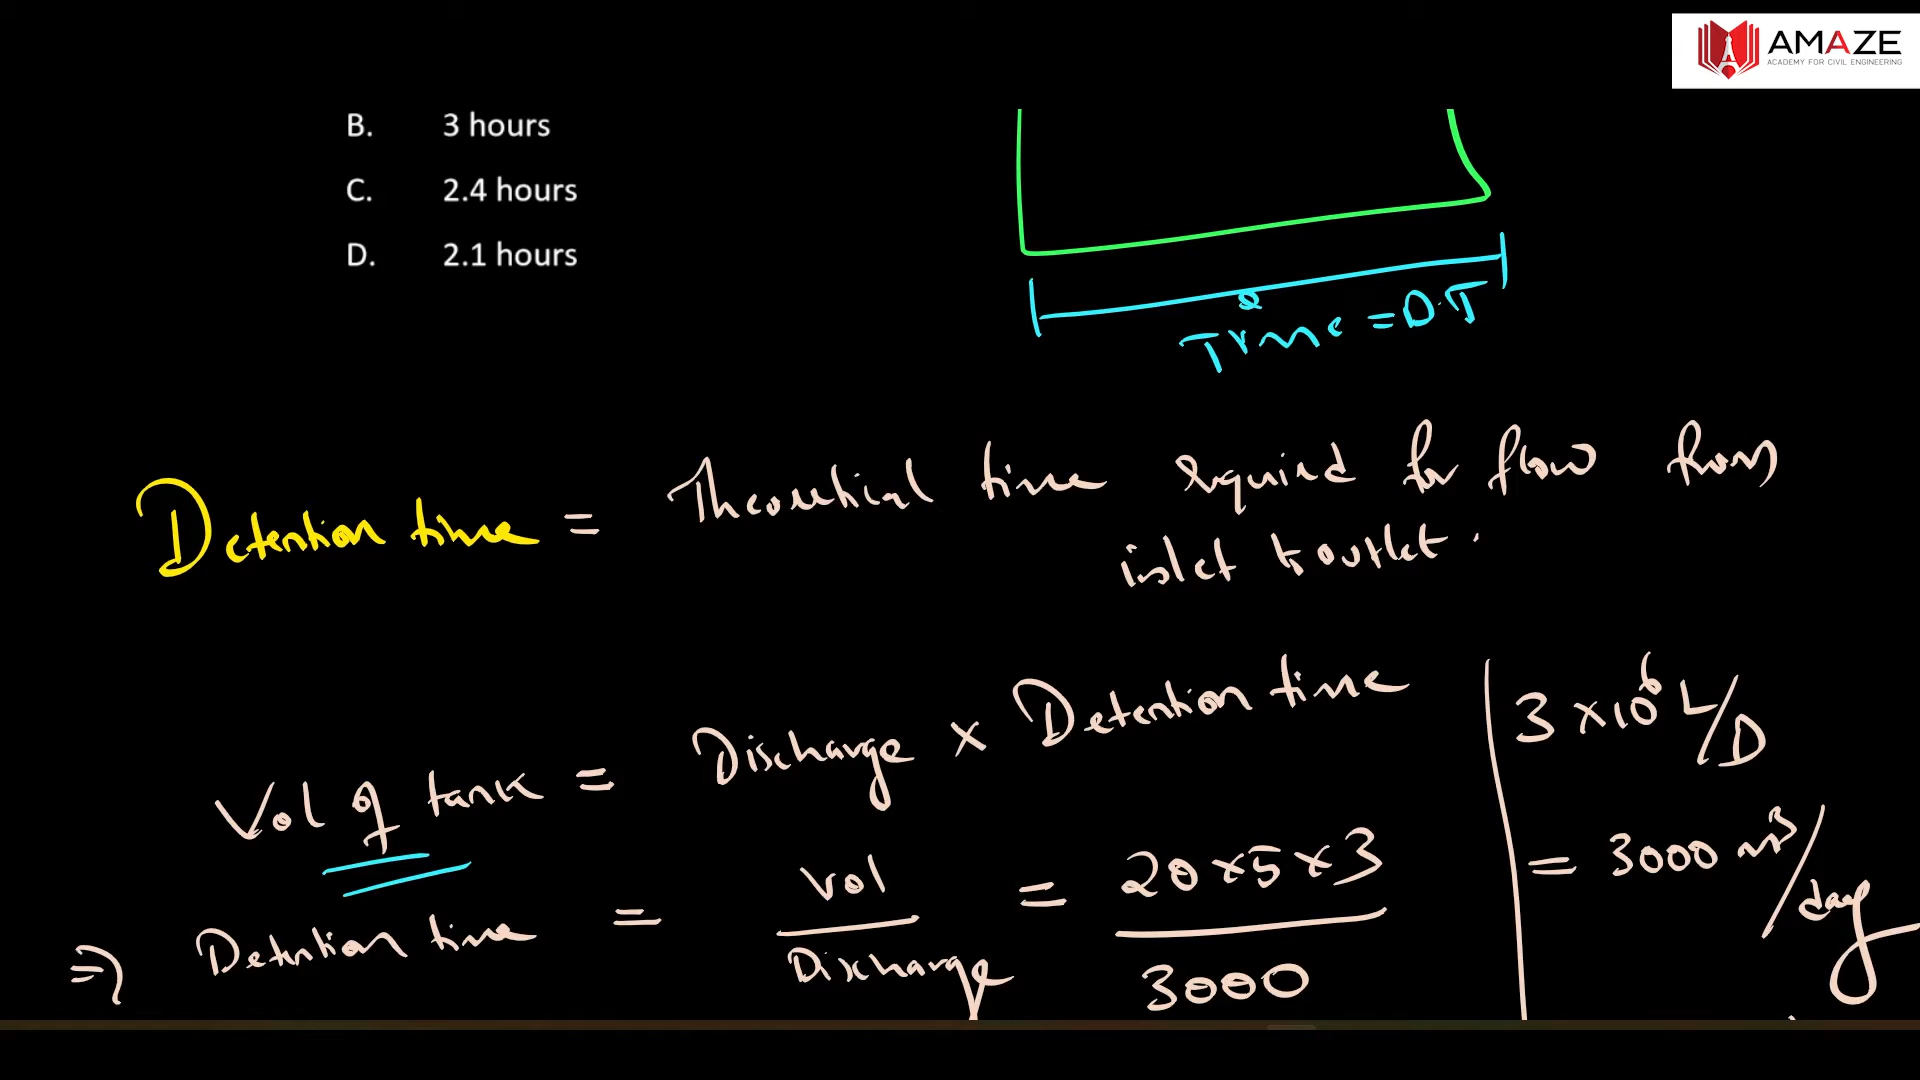 AMAZE
ACADEMY FOR CIVIL ENGINEERING
B. 3 hours
C. 2.4 hours
D. 2.1 hours
Time = D.T
Detention time = Theoretical time required for flow from
inlet to outlet.
Vol of tank = Discharge × Detention time
3 × 10⁶ L/D
= 3000 m³/day
⇒ Detention time = Vol / Discharge = 20 × 5 × 3 / 3000